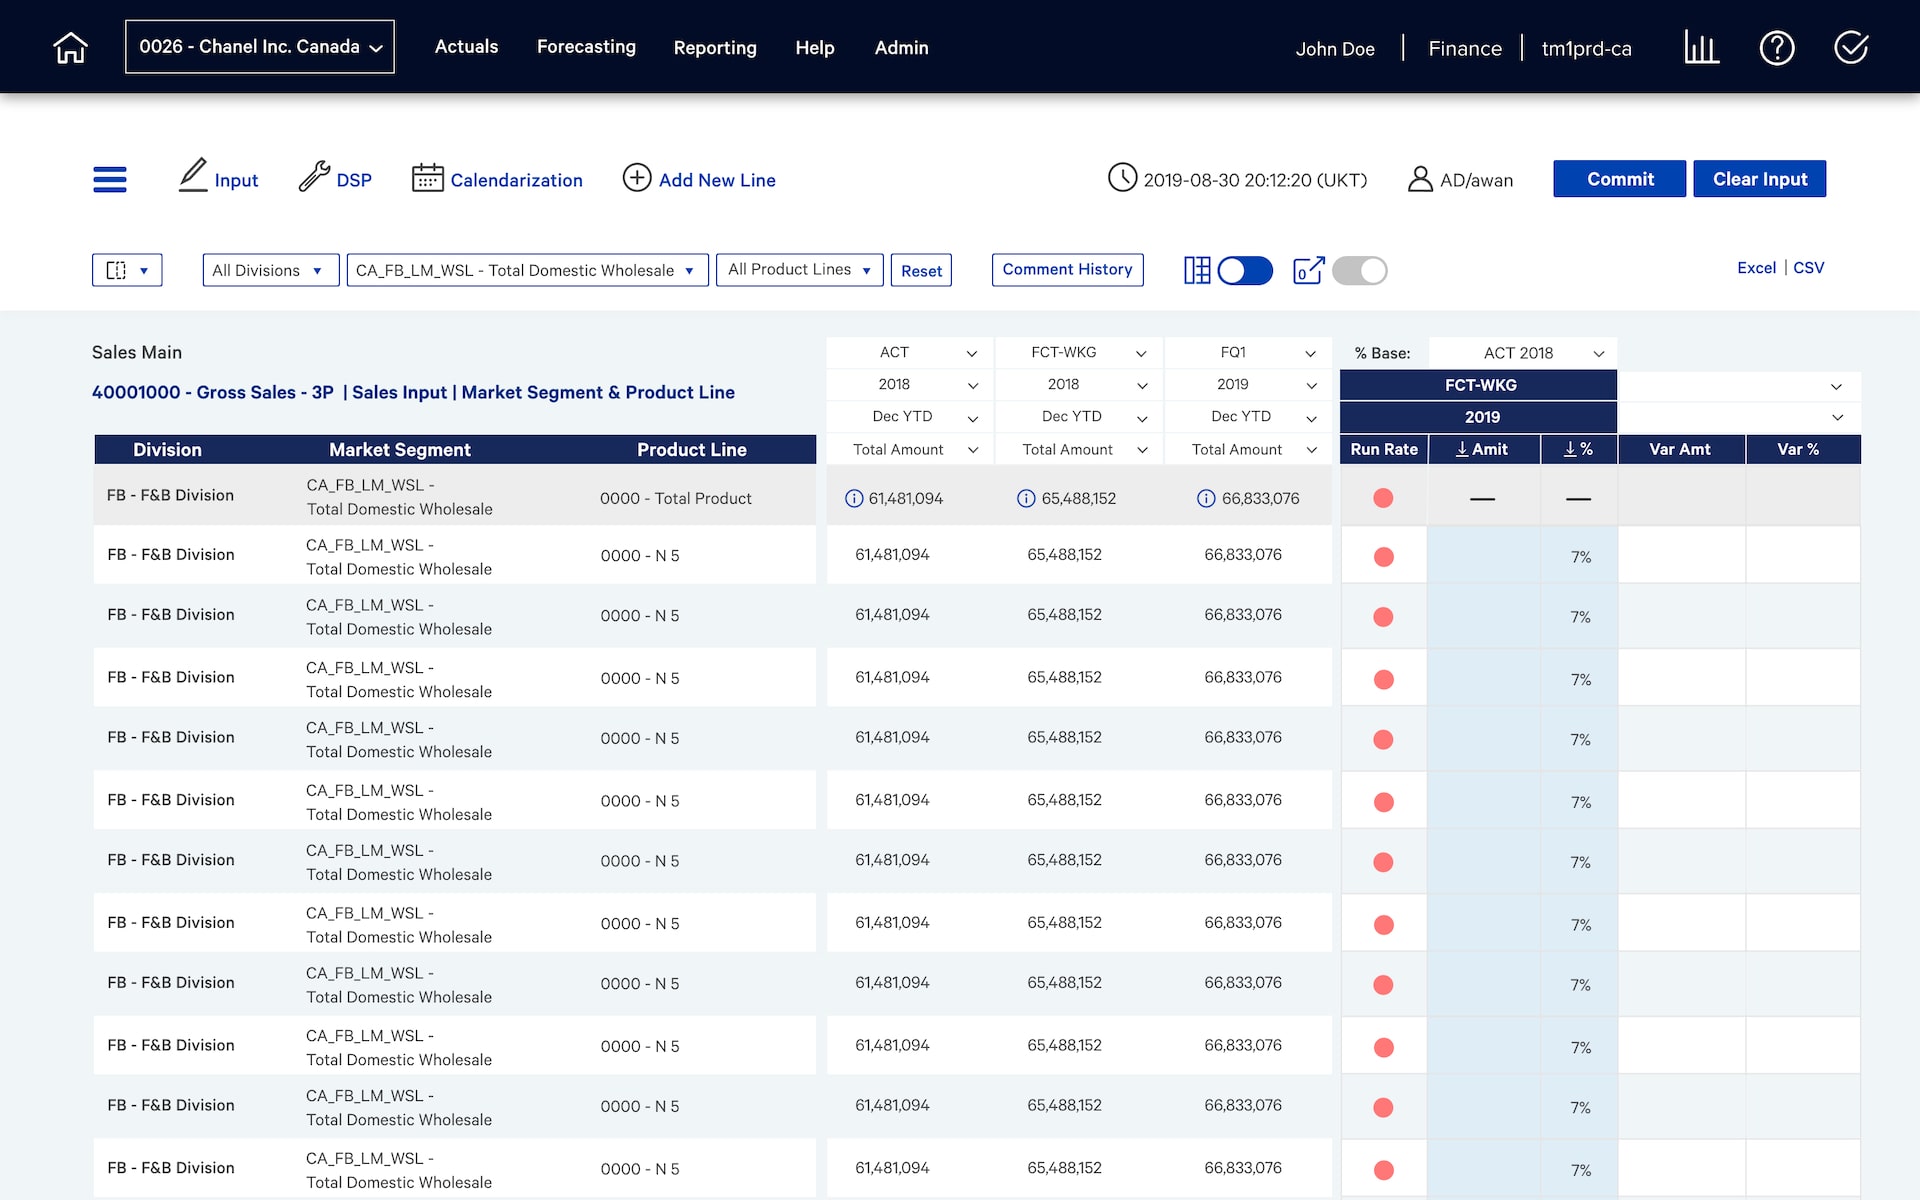 0026 - Chanel Inc. Canada Actuals Forecasting Reporting Help Admin John Doe | Finance | tm1prd-ca
Input DSP Calendarization Add New Line 2019-08-30 20:12:20 (UKT) AD/awan Commit Clear Input
All Divisions CA_FB_LM_WSL - Total Domestic Wholesale All Product Lines Reset Comment History 0 Excel | CSV
Sales Main ACT FCT-WKG FQ1 % Base: ACT 2018
40001000 - Gross Sales - 3P | Sales Input | Market Segment & Product Line 2018 2018 2019 FCT-WKG
Dec YTD Dec YTD Dec YTD 2019
Division Market Segment Product Line Total Amount Total Amount Total Amount Run Rate Amit % Var Amt Var %
FB - F&B Division CA_FB_LM_WSL - 0000 - Total Product 61,481,094 65,488,152 66,833,076 — —
Total Domestic Wholesale
FB - F&B Division CA_FB_LM_WSL - 0000 - N 5 61,481,094 65,488,152 66,833,076 7%
Total Domestic Wholesale
FB - F&B Division CA_FB_LM_WSL - 0000 - N 5 61,481,094 65,488,152 66,833,076 7%
Total Domestic Wholesale
FB - F&B Division CA_FB_LM_WSL - 0000 - N 5 61,481,094 65,488,152 66,833,076 7%
Total Domestic Wholesale
FB - F&B Division CA_FB_LM_WSL - 0000 - N 5 61,481,094 65,488,152 66,833,076 7%
Total Domestic Wholesale
FB - F&B Division CA_FB_LM_WSL - 0000 - N 5 61,481,094 65,488,152 66,833,076 7%
Total Domestic Wholesale
FB - F&B Division CA_FB_LM_WSL - 0000 - N 5 61,481,094 65,488,152 66,833,076 7%
Total Domestic Wholesale
FB - F&B Division CA_FB_LM_WSL - 0000 - N 5 61,481,094 65,488,152 66,833,076 7%
Total Domestic Wholesale
FB - F&B Division CA_FB_LM_WSL - 0000 - N 5 61,481,094 65,488,152 66,833,076 7%
Total Domestic Wholesale
FB - F&B Division CA_FB_LM_WSL - 0000 - N 5 61,481,094 65,488,152 66,833,076 7%
Total Domestic Wholesale
FB - F&B Division CA_FB_LM_WSL - 0000 - N 5 61,481,094 65,488,152 66,833,076 7%
Total Domestic Wholesale
FB - F&B Division CA_FB_LM_WSL - 0000 - N 5 61,481,094 65,488,152 66,833,076 7%
Total Domestic Wholesale